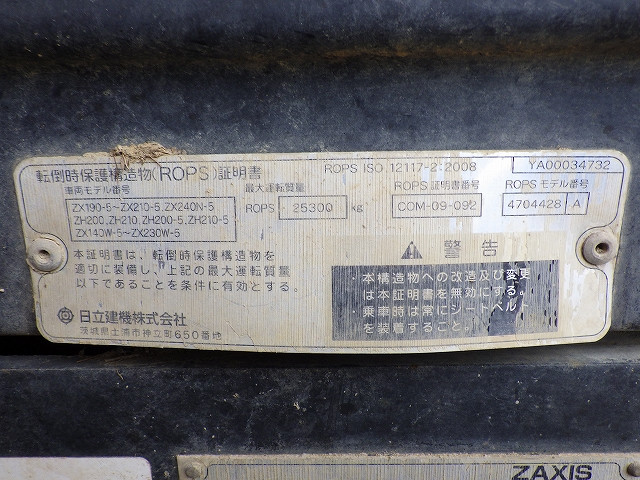 転倒時保護構造物(ROPS)証明書
ROPS ISO 12117-2:2008
YA00034732
車両モデル番号
ZX190-5~ZX210-5,ZX240N-5
ZH200,ZH210,ZH200-5,ZH210-5
ZX140W-5~ZX230W-5
最大運転質量
ROPS 25300 kg
ROPS 証明書番号
COM-09-092
ROPS モデル番号
4704428 A
本証明書は、転倒時保護構造物を
適切に装備し、上記の最大運転質量
以下であることを条件に有効とする。
日立建機株式会社
茨城県土浦市神立町650番地
警告
・本構造物への改造及び変更
は本証明書を無効にする。
・乗車時は常にシートベルト
を装着すること。
ZAXIS